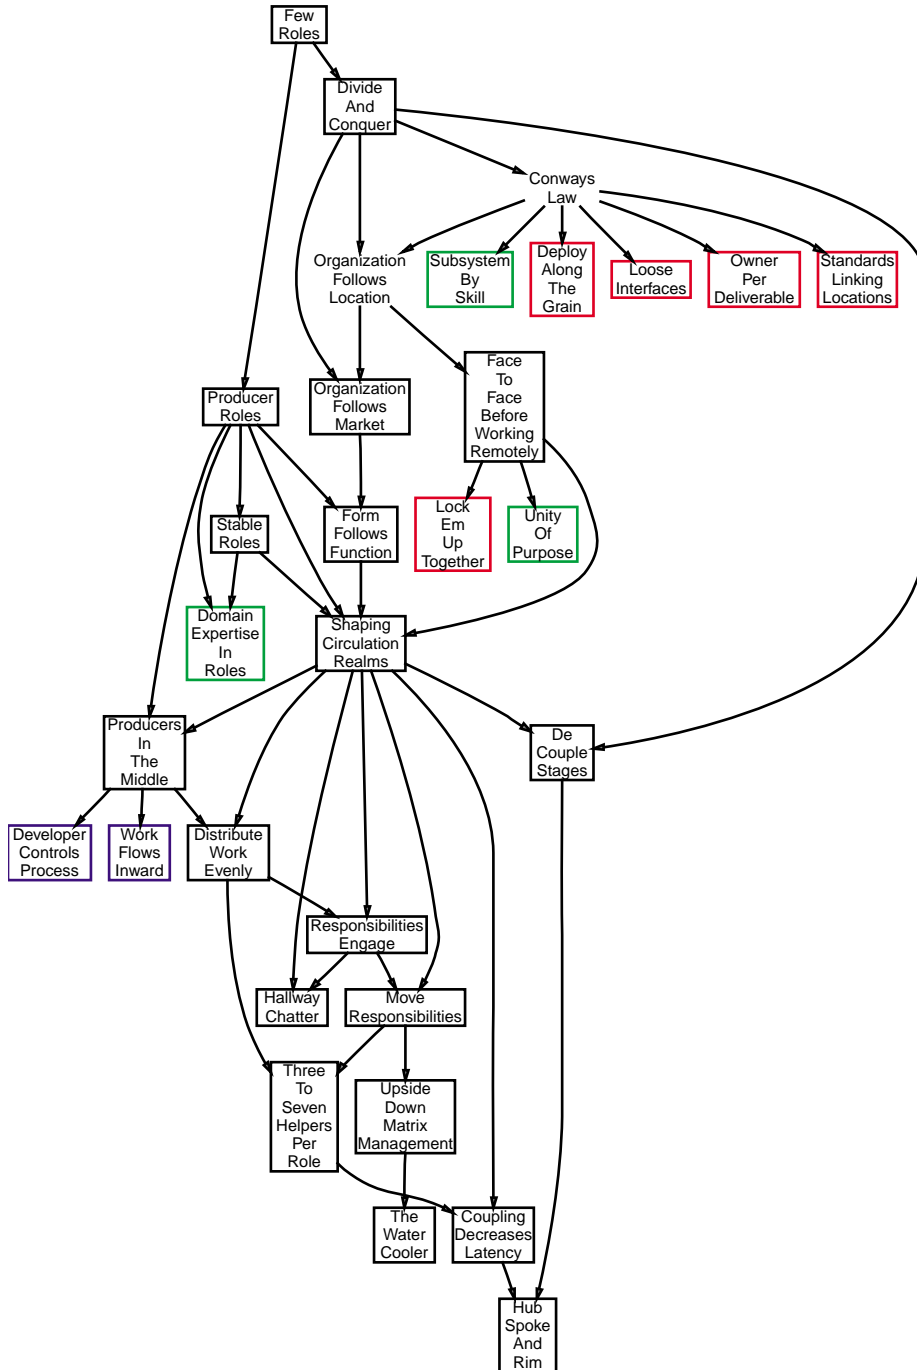 Few
Roles
Divide
And
Conquer
Conways
Law
Organization
Follows
Location
Subsystem
By
Skill
Deploy
Along
The
Grain
Loose
Interfaces
Owner
Per
Deliverable
Standards
Linking
Locations
Face
To
Face
Before
Working
Remotely
Producer
Roles
Organization
Follows
Market
Lock
Em
Up
Together
Unity
Of
Purpose
Stable
Roles
Form
Follows
Function
Domain
Expertise
In
Roles
Shaping
Circulation
Realms
Producers
In
The
Middle
De
Couple
Stages
Developer
Controls
Process
Work
Flows
Inward
Distribute
Work
Evenly
Responsibilities
Engage
Hallway
Chatter
Move
Responsibilities
Three
To
Seven
Helpers
Per
Role
Upside
Down
Matrix
Management
The
Water
Cooler
Coupling
Decreases
Latency
Hub
Spoke
And
Rim